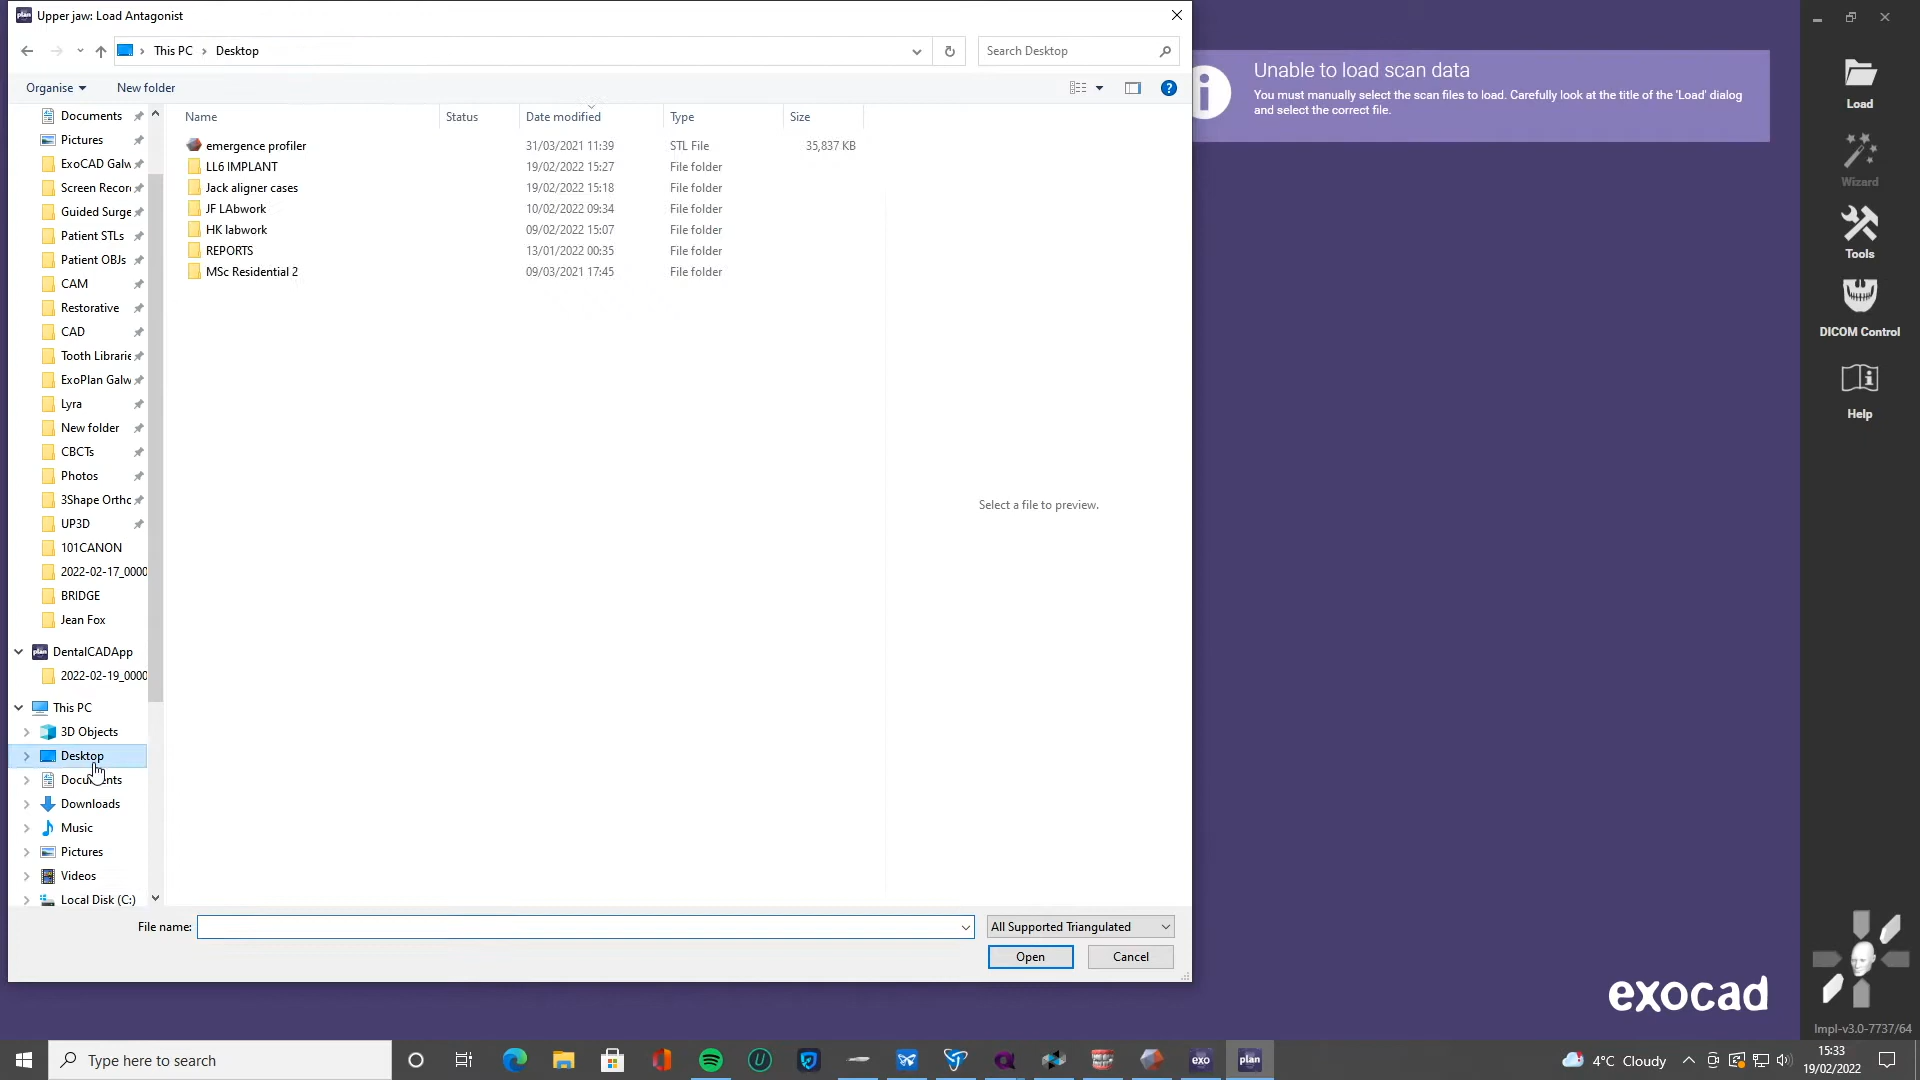 Upper jaw: Load Antagonist
This PC
Desktop
Search Desktop
Organise
New folder
Name
Status
Date modified
Type
Size
emergence profiler
31/03/2021 11:39
STL File
35,837 KB
LL6 IMPLANT
19/02/2022 15:27
File folder
Jack aligner cases
19/02/2022 15:18
File folder
JF LAbwork
10/02/2022 09:34
File folder
HK labwork
09/02/2022 15:07
File folder
REPORTS
13/01/2022 00:35
File folder
MSc Residential 2
09/03/2021 17:45
File folder
Documents
Pictures
ExoCAD Galw
Screen Record
Guided Surge
Patient STLs
Patient OBJs
CAM
Restorative
CAD
Tooth Librarie
ExoPlan Galw
Lyra
New folder
CBCTs
Photos
3Shape Ortho
UP3D
101CANON
2022-02-17_0000
BRIDGE
Jean Fox
DentalCADApp
2022-02-19_0000
This PC
3D Objects
Desktop
Documents
Downloads
Music
Pictures
Videos
Local Disk (C:)
Select a file to preview.
File name:
All Supported Triangulated
Open
Cancel
Unable to load scan data
You must manually select the scan files to load. Carefully look at the title of the 'Load' dialog
and select the correct file.
Load
Wizard
Tools
DICOM Control
Help
exocad
Impl-v3.0-7737/64
Type here to search
exo
plan
4°C Cloudy
15:33
19/02/2022